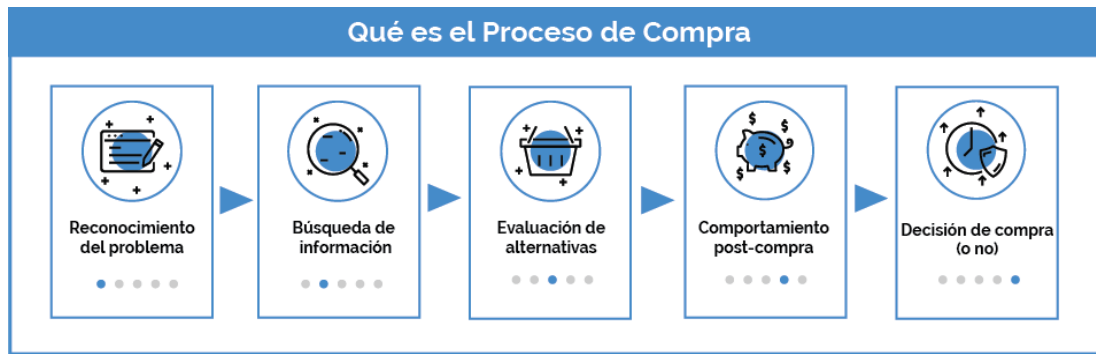 Qué es el Proceso de Compra
Reconocimiento
del problema
Búsqueda de
información
Evaluación de
alternativas
Comportamiento
post-compra
Decisión de compra
(o no)